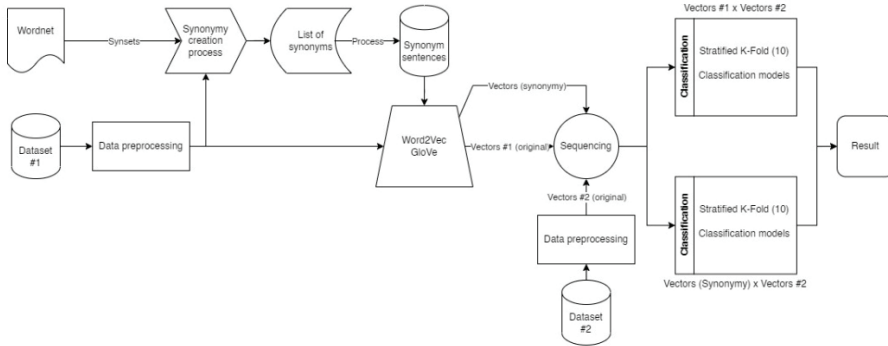 Vectors #1 x Vectors #2
Wordnet
Synsets
Synonymy
creation
process
List of
synonyms
Process
Synonym
sentences
Classification
Stratified K-Fold (10)
Classification models
Vectors (synonymy)
Dataset
#1
Data preprocessing
Word2Vec
GloVe
Vectors #1 (original)
Sequencing
Result
Vectors #2 (original)
Data preprocessing
Classification
Stratified K-Fold (10)
Classification models
Vectors (Synonymy) x Vectors #2
Dataset
#2